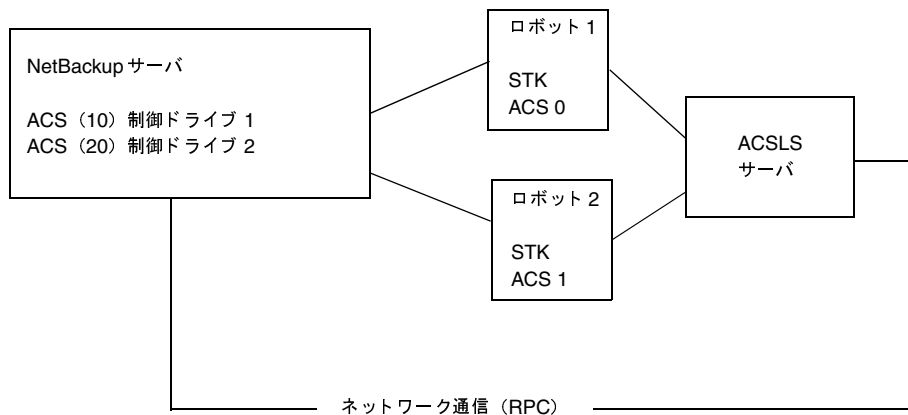 NetBackup サーバ
ACS（10）制御ドライブ 1
ACS（20）制御ドライブ 2
ロボット 1
STK
ACS 0
ロボット 2
STK
ACS 1
ACSLS
サーバ
ネットワーク通信（RPC）